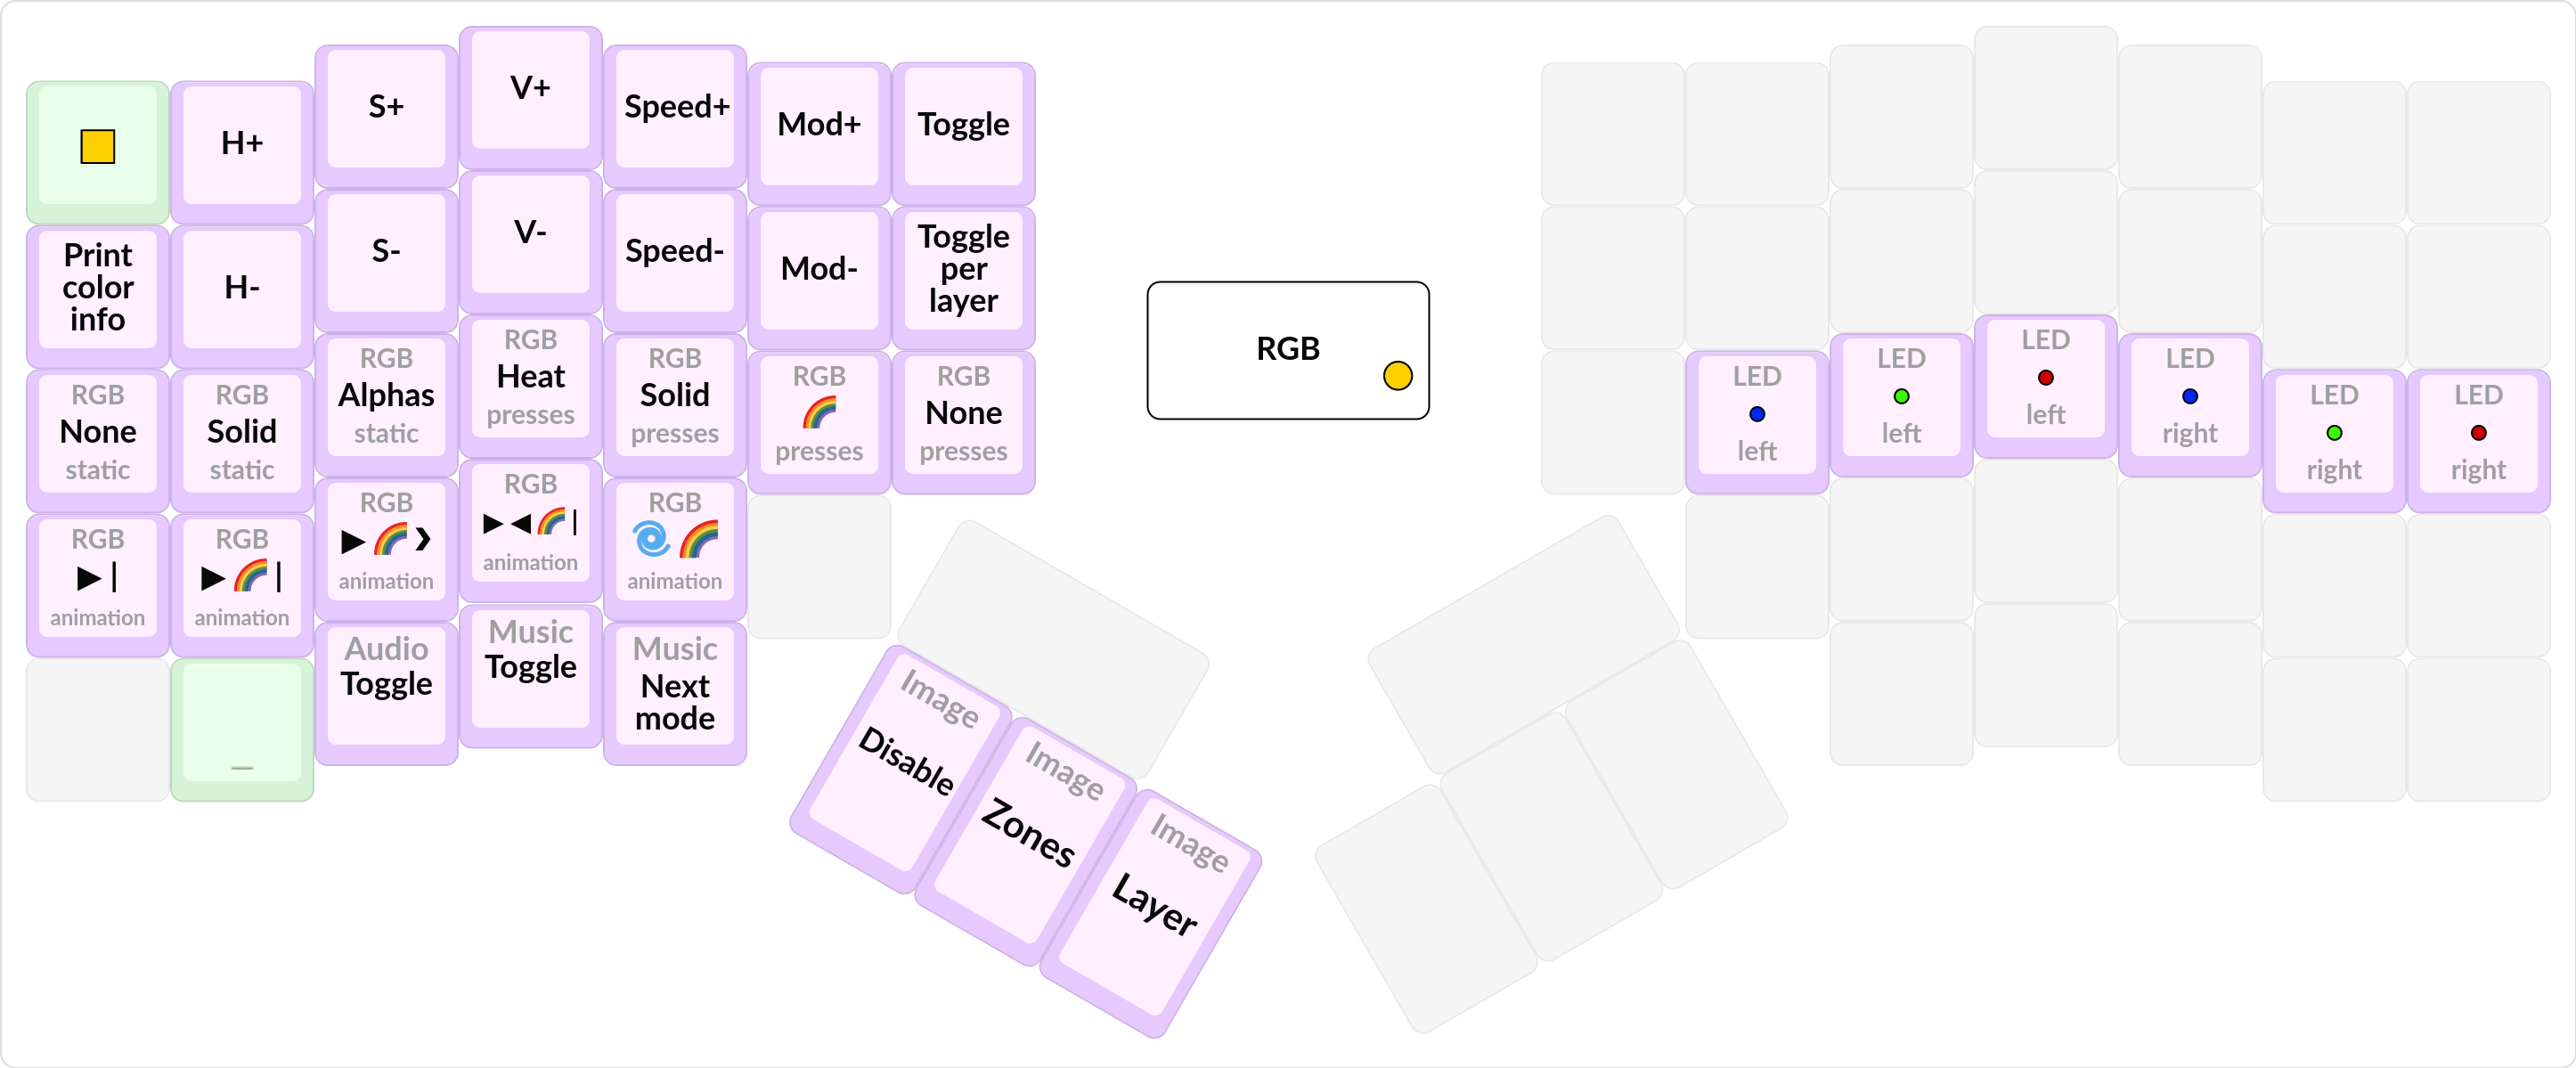 H+
S+
V+
Speed+
Mod+
Toggle
Print
color
info
H-
S-
V-
Speed-
Mod-
Toggle
per
layer
RGB
None
static
RGB
Solid
static
RGB
Alphas
static
RGB
Heat
presses
RGB
Solid
presses
RGB
🌈
presses
RGB
None
presses
RGB
▶|
animation
RGB
▶🌈|
animation
RGB
▶🌈❯
animation
RGB
▶◀🌈|
animation
RGB
🌀🌈
animation
_
Audio
Toggle
Music
Toggle
Music
Next
mode
Image
Disable
Image
Zones
Image
Layer
RGB
LED
left
LED
left
LED
left
LED
right
LED
right
LED
right